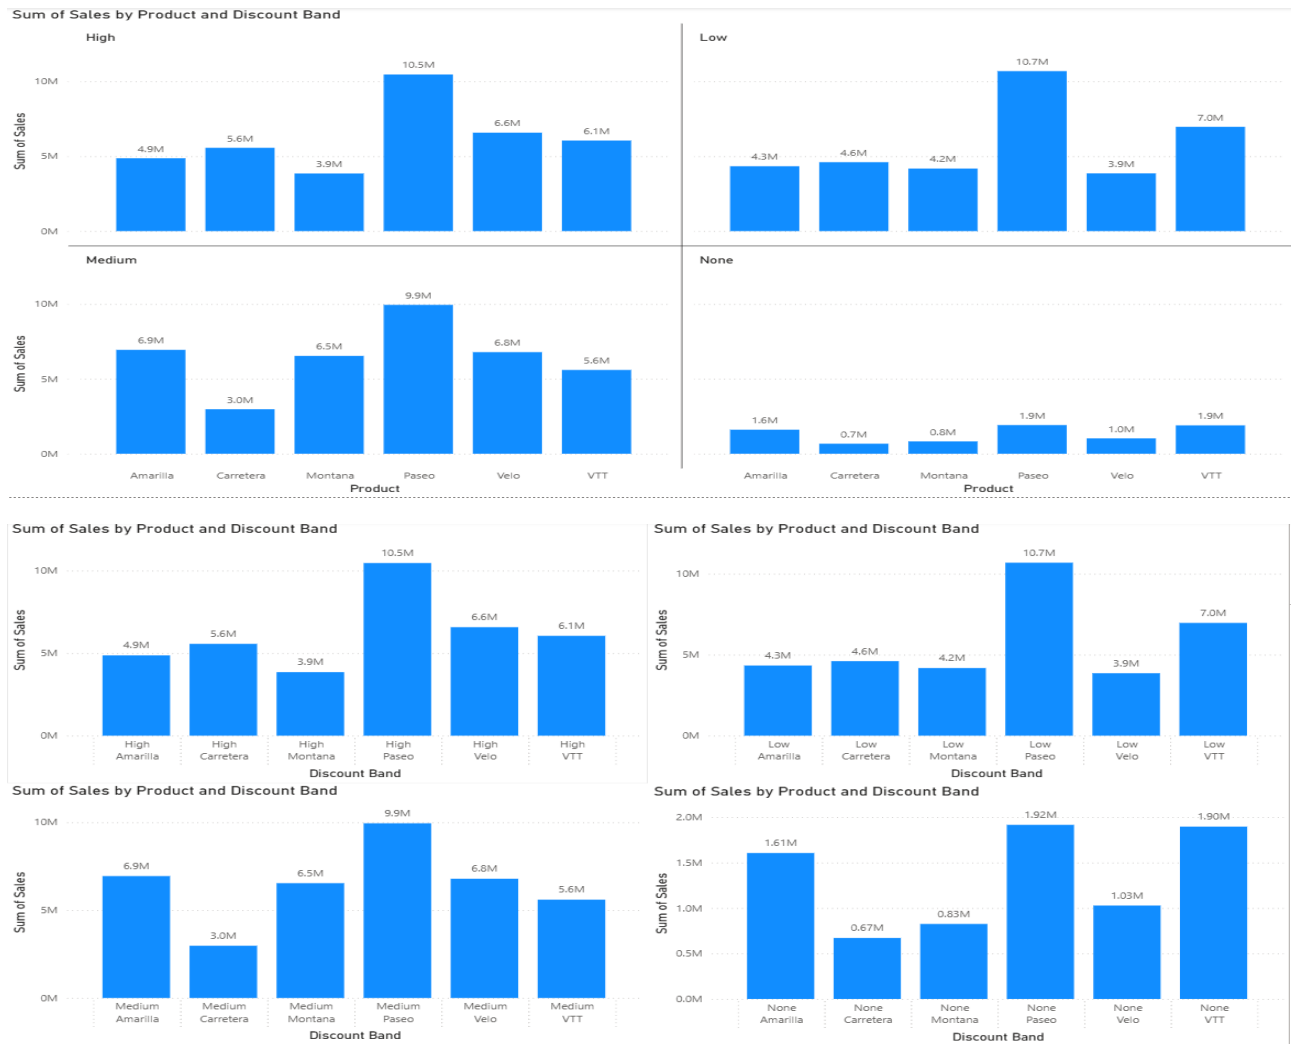 Sum of Sales by Product and Discount Band
High
Sum of Sales
10M
5M
0M
4.9M
5.6M
3.9M
10.5M
6.6M
6.1M
Low
4.3M
4.6M
4.2M
10.7M
3.9M
7.0M
Medium
Sum of Sales
10M
5M
0M
6.9M
3.0M
6.5M
9.9M
6.8M
5.6M
Amarilla Carretera Montana Paseo Velo VTT
Product
None
1.6M
0.7M
0.8M
1.9M
1.0M
1.9M
Amarilla Carretera Montana Paseo Velo VTT
Product
Sum of Sales by Product and Discount Band
Sum of Sales
10M
5M
0M
4.9M
5.6M
3.9M
10.5M
6.6M
6.1M
High High High High High High
Amarilla Carretera Montana Paseo Velo VTT
Discount Band
Sum of Sales by Product and Discount Band
Sum of Sales
10M
5M
0M
4.3M
4.6M
4.2M
10.7M
3.9M
7.0M
Low Low Low Low Low Low
Amarilla Carretera Montana Paseo Velo VTT
Discount Band
Sum of Sales by Product and Discount Band
Sum of Sales
10M
5M
0M
6.9M
3.0M
6.5M
9.9M
6.8M
5.6M
Medium Medium Medium Medium Medium Medium
Amarilla Carretera Montana Paseo Velo VTT
Discount Band
Sum of Sales by Product and Discount Band
Sum of Sales
2.0M
1.5M
1.0M
0.5M
0.0M
1.61M
0.67M
0.83M
1.92M
1.03M
1.90M
None None None None None None
Amarilla Carretera Montana Paseo Velo VTT
Discount Band